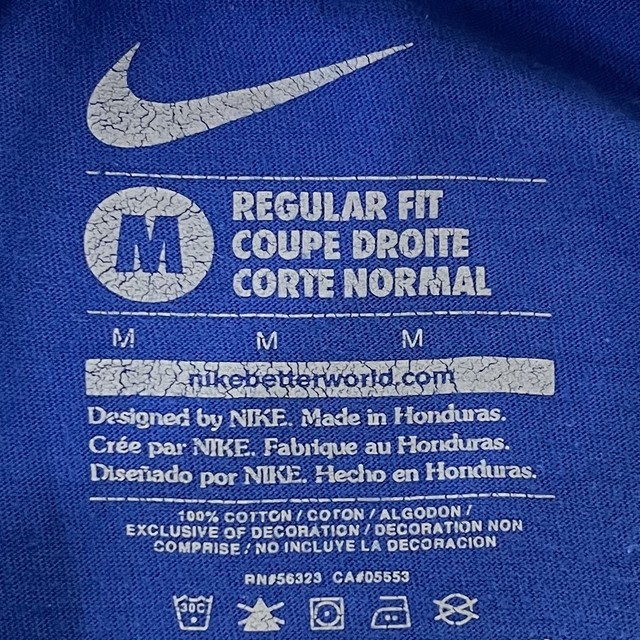 M
REGULAR FIT
COUPE DROITE
CORTE NORMAL
M M M
nikebetterworld.com
Designed by NIKE. Made in Honduras.
Crée par NIKE. Fabrique au Honduras.
Diseñado por NIKE. Hecho en Honduras.
100% COTTON / COTON / ALGODON /
EXCLUSIVE OF DECORATION / DECORATION NON
COMPRISE / NO INCLUYE LA DECORACION
RN#56323 CA#05553
30C